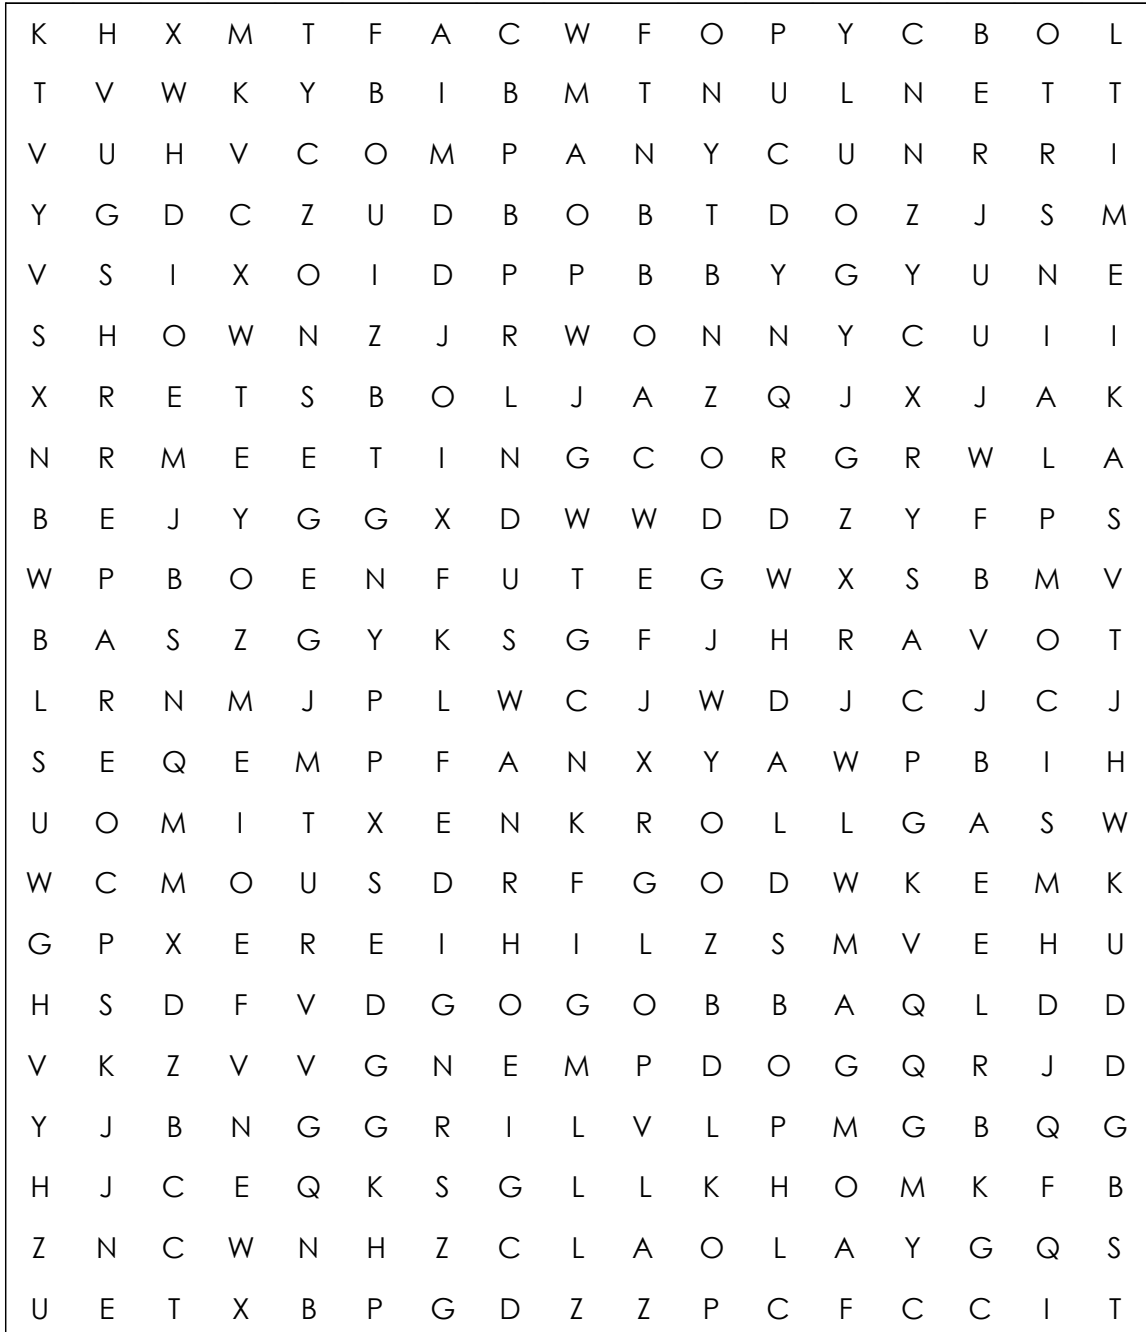 K H X M T F A C W F O P Y C B O L
T V W K Y B I B M T N U L N E T T
V U H V C O M P A N Y C U N R R I
Y G D C Z U D B O B T D O Z J S M
V S I X O I D P P B B Y G Y U N E
S H O W N Z J R W O N N Y C U I I
X R E T S B O L J A Z Q J X J A K
N R M E E T I N G C O R G R W L A
B E J Y G G X D W W D D Z Y F P S
W P B O E N F U T E G W X S B M V
B A S Z G Y K S G F J H R A V O T
L R N M J P L W C J W D J C J C J
S E Q E M P F A N X Y A W P B I H
U O M I T X E N K R O L L G A S W
W C M O U S D R F G O D W K E M K
G P X E R E I H I L Z S M V E H U
H S D F V D G O G O B B A Q L D D
V K Z V V G N E M P D O G Q R J D
Y J B N G G R I L V L P M G B Q G
H J C E Q K S G L L K H O M K F B
Z N C W N H Z C L A O L A Y G Q S
U E T X B P G D Z Z P C F C C I T